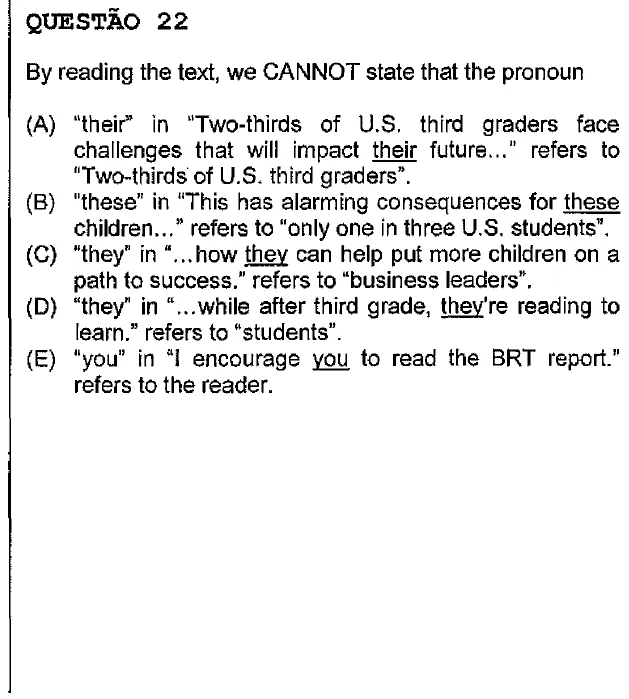 QUESTÃO 22
By reading the text, we CANNOT state that the pronoun
(A) "their" in "Two-thirds of U.S. third graders face
challenges that will impact their future..." refers to
"Two-thirds of U.S. third graders".
(B) "these" in "This has alarming consequences for these
children..." refers to "only one in three U.S. students".
(C) "they" in "...how they can help put more children on a
path to success." refers to "business leaders".
(D) "they" in "...while after third grade, they're reading to
learn." refers to "students".
(E) "you" in "I encourage you to read the BRT report."
refers to the reader.